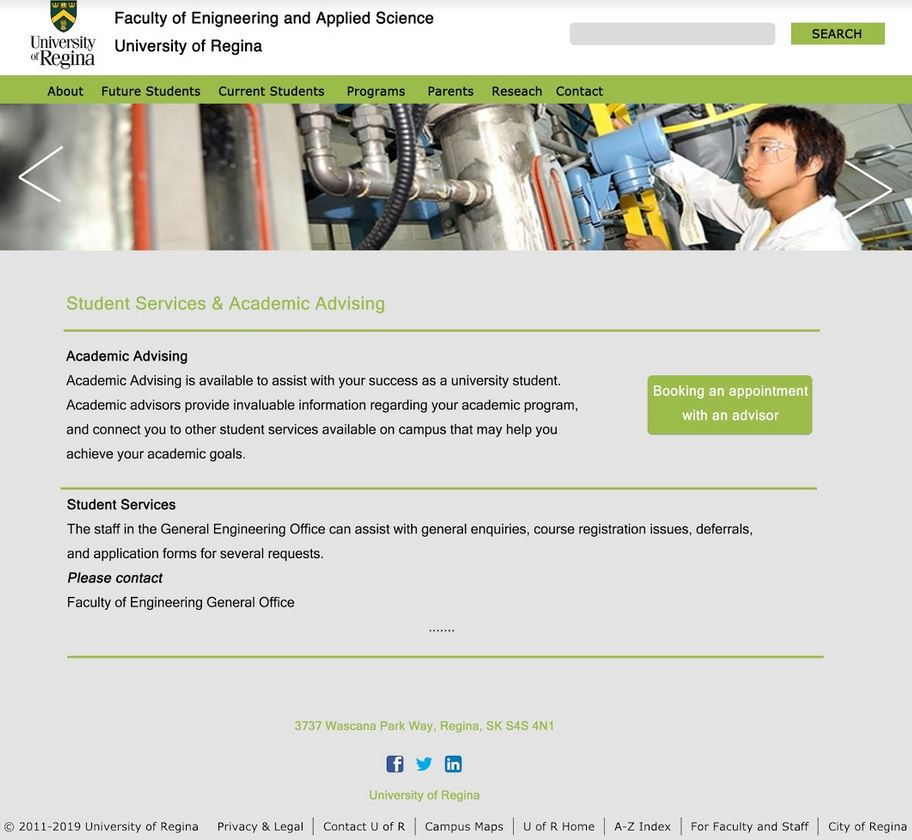 University
of Regina
Faculty of Enigneering and Applied Science
University of Regina
SEARCH
About Future Students Current Students Programs Parents Reseach Contact
Student Services & Academic Advising
Academic Advising
Academic Advising is available to assist with your success as a university student.
Academic advisors provide invaluable information regarding your academic program,
and connect you to other student services available on campus that may help you
achieve your academic goals.
Booking an appointment
with an advisor
Student Services
The staff in the General Engineering Office can assist with general enquiries, course registration issues, deferrals,
and application forms for several requests.
Please contact
Faculty of Engineering General Office
.......
3737 Wascana Park Way, Regina, SK S4S 4N1
University of Regina
© 2011-2019 University of Regina Privacy & Legal | Contact U of R | Campus Maps | U of R Home | A-Z Index | For Faculty and Staff | City of Regina